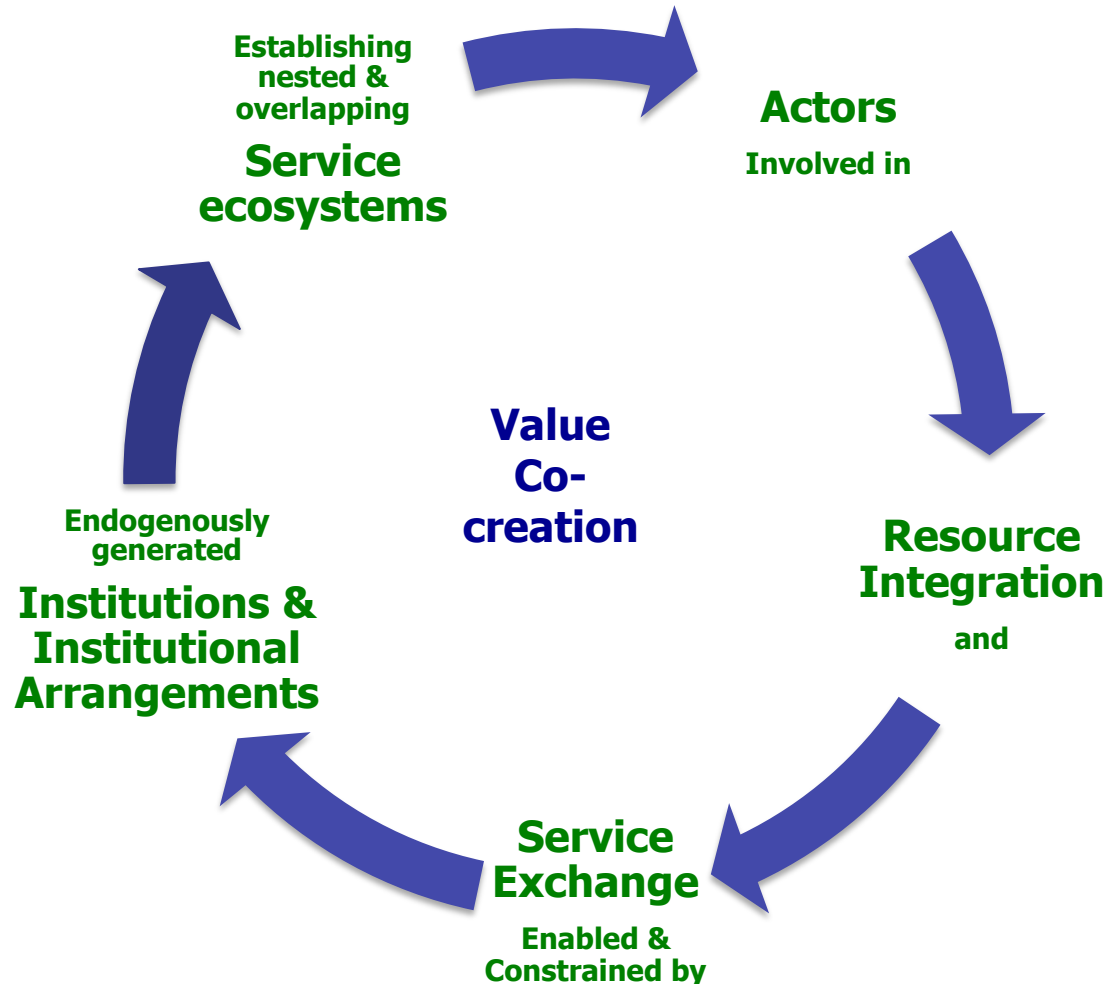 Establishing
nested &
overlapping
Service
ecosystems
Actors
Involved in
Resource
Integration
and
Service
Exchange
Enabled &
Constrained by
Endogenously
generated
Institutions &
Institutional
Arrangements
Value
Co-
creation